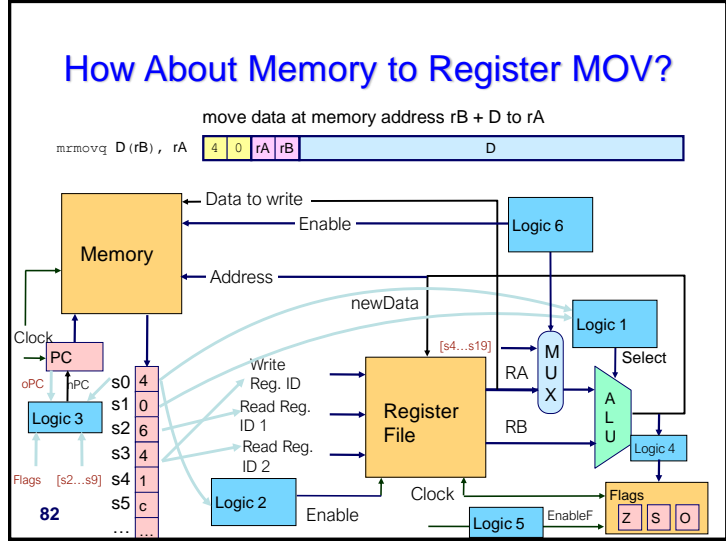 How About Memory to Register MOV?
move data at memory address rB + D to rA
mrmovq D(rB), rA 4 0 rA rB D
Data to write
Enable
Logic 6
Memory
Address
newData
Logic 1
Clock
[s4...s19]
M
U
X
Select
PC
oPC
nPC
Write
Reg. ID
RA
s0 4
s1 0
Logic 3
Read Reg.
ID 1
Register
File
A
L
U
s2 6
RB
s3 4
Read Reg.
ID 2
Logic 4
Flags
[s2...s9]
s4 1
s5 c
... ...
Logic 2
Enable
Clock
Flags
Z S O
Logic 5
EnableF
82